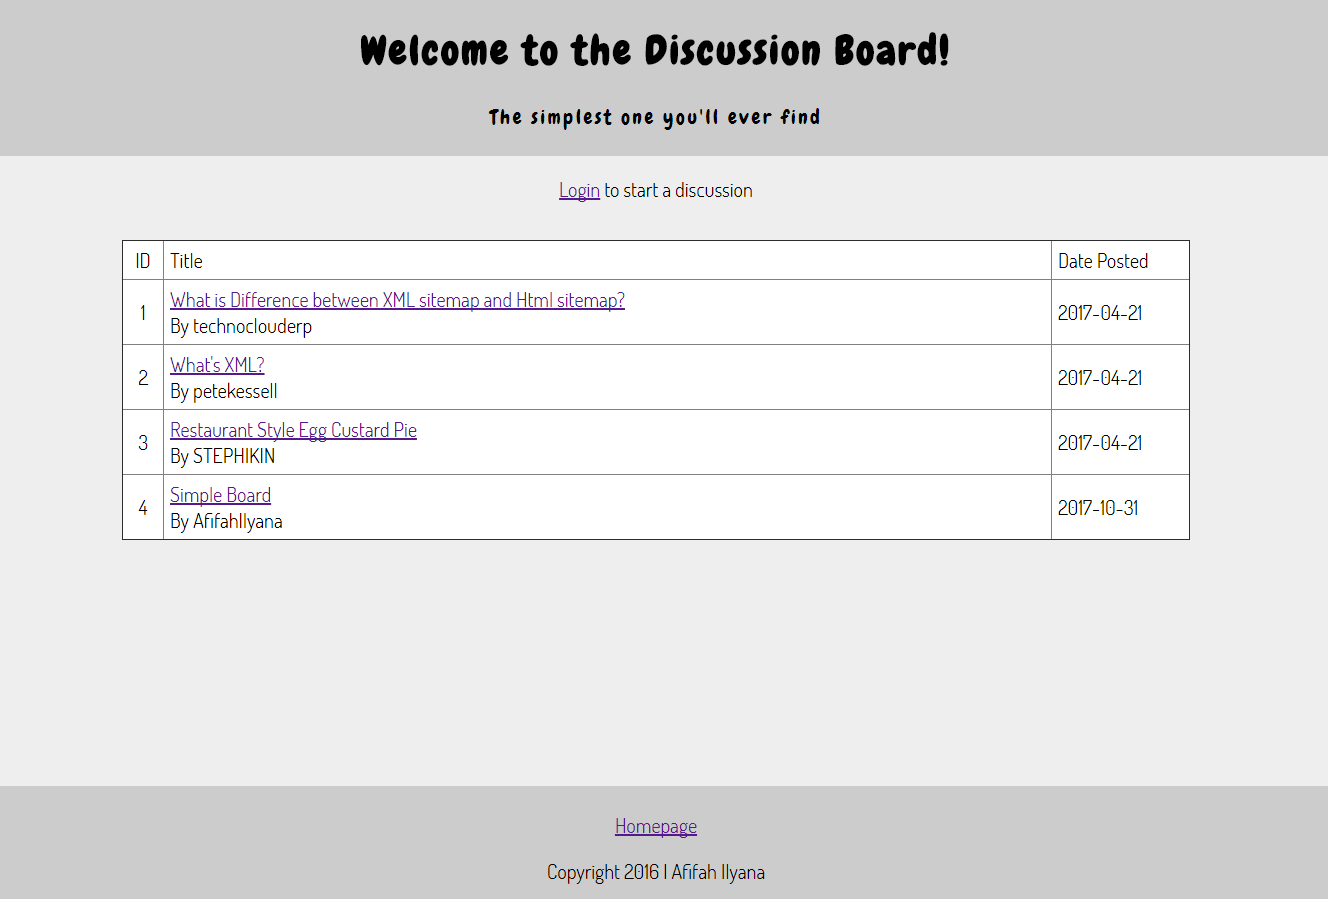 Welcome to the Discussion Board!
The simplest one you'll ever find
Login to start a discussion
ID Title Date Posted
1 What is Difference between XML sitemap and Html sitemap? 2017-04-21
By technoclouderp
2 What's XML? 2017-04-21
By petekessell
3 Restaurant Style Egg Custard Pie 2017-04-21
By STEPHIKIN
4 Simple Board 2017-10-31
By AfifahIlyana
Homepage
Copyright 2016 | Afifah Ilyana